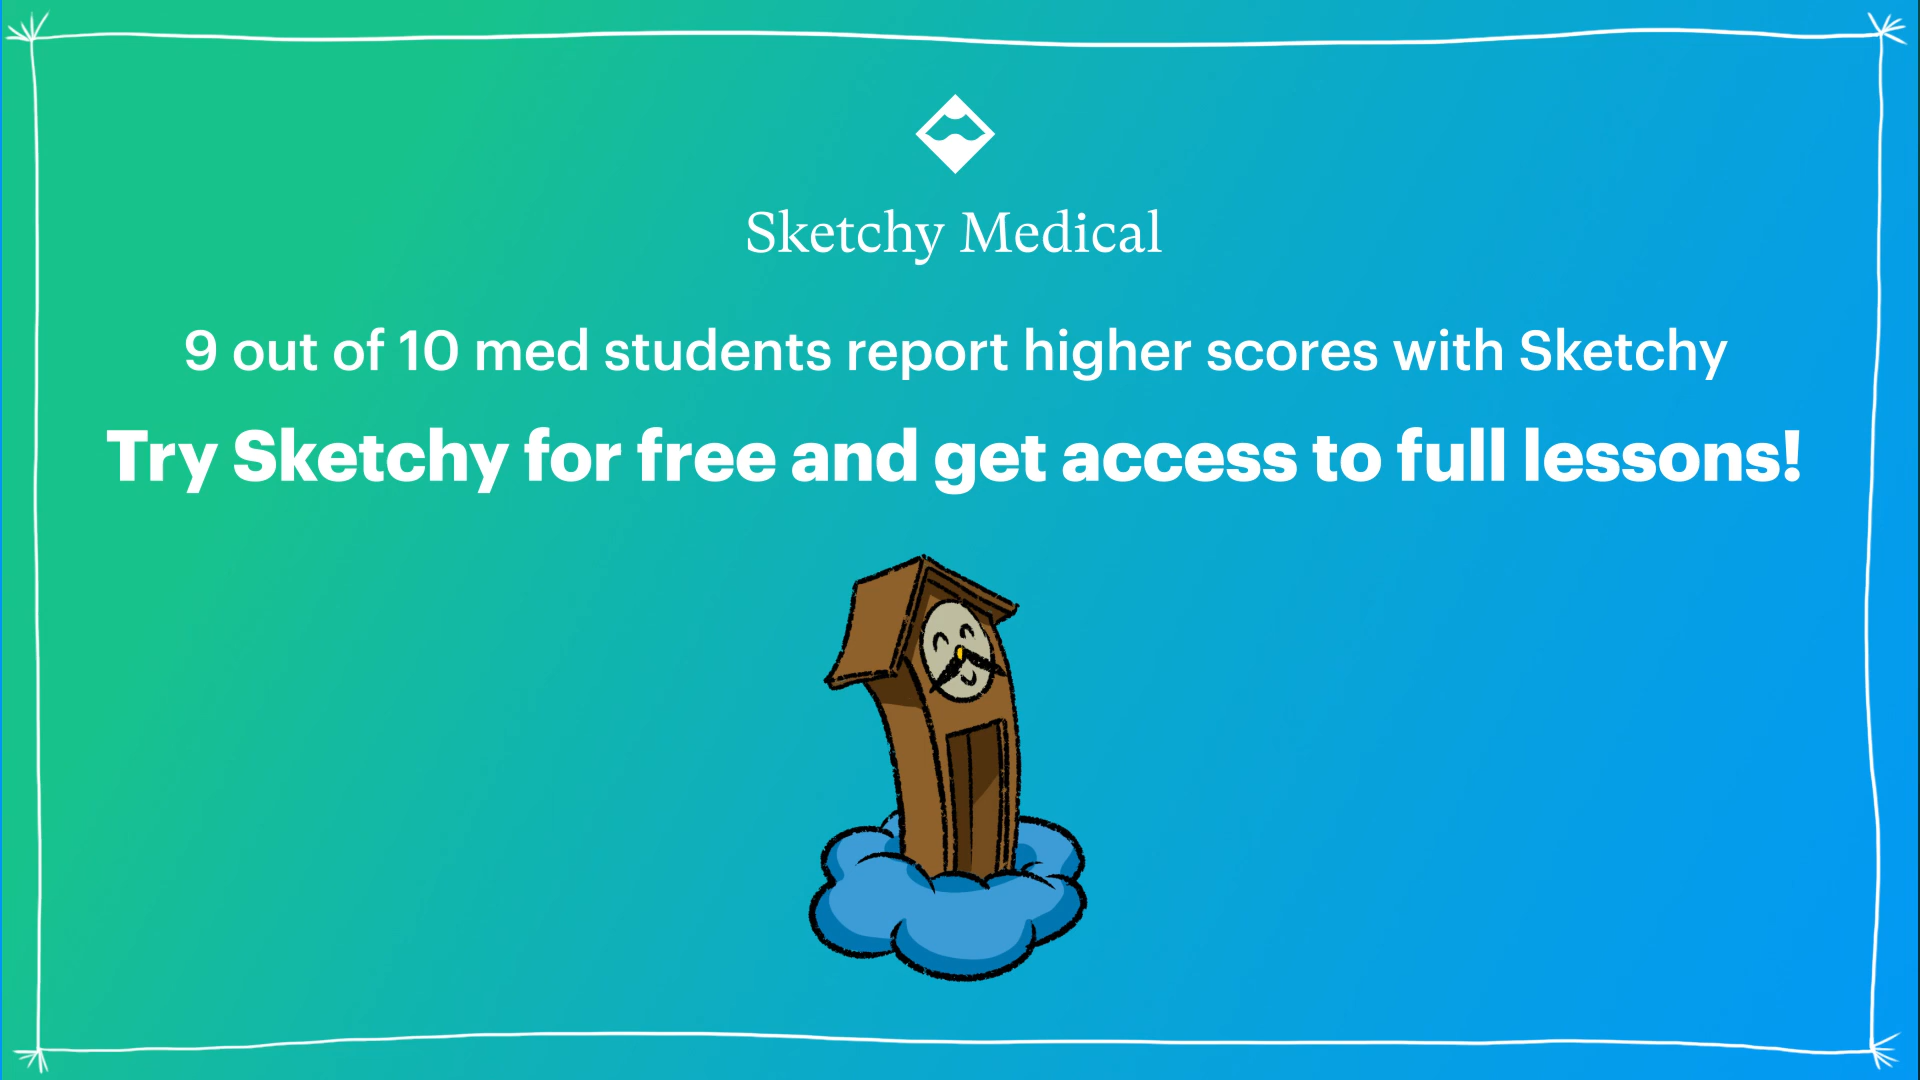 Sketchy Medical
9 out of 10 med students report higher scores with Sketchy
Try Sketchy for free and get access to full lessons!